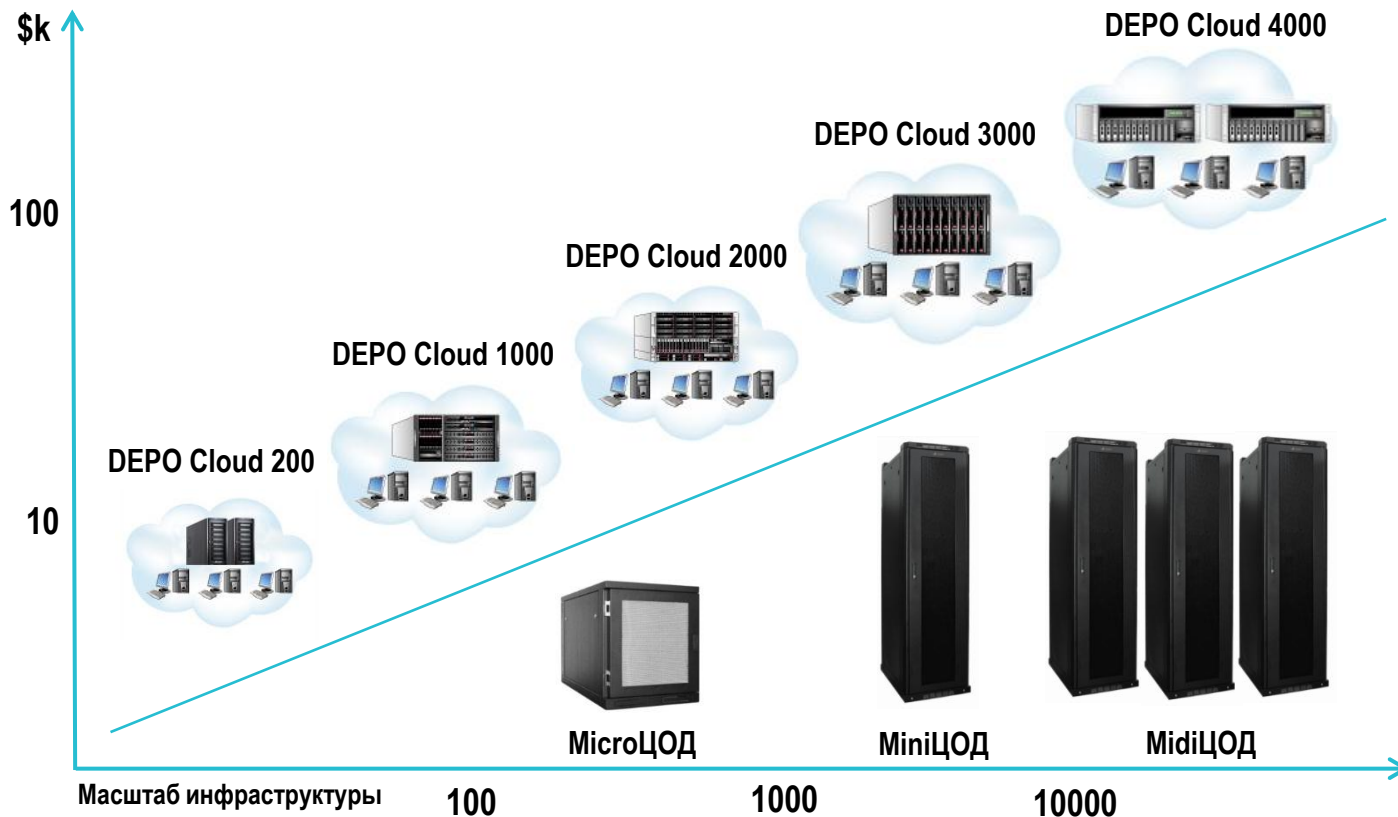 $k
DEPO Cloud 4000
DEPO Cloud 3000
100
DEPO Cloud 2000
DEPO Cloud 1000
DEPO Cloud 200
10
MicroЦОД
MiniЦОД
MidiЦОД
Масштаб инфраструктуры
100
1000
10000